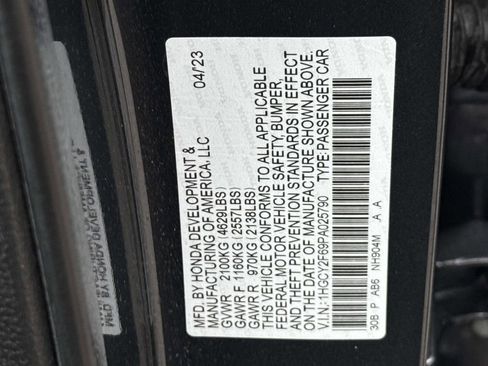 MFD. BY HONDA DEVELOPMENT & 04/23
MANUFACTURING OF AMERICA, LLC
GVWR 2100KG (4629LBS)
GAWR F 1160KG (2557LBS)
GAWR R 970KG (2138LBS)
THIS VEHICLE CONFORMS TO ALL APPLICABLE
FEDERAL MOTOR VEHICLE SAFETY, BUMPER,
AND THEFT PREVENTION STANDARDS IN EFFECT
ON THE DATE OF MANUFACTURE SHOWN ABOVE.
V.I.N.: 1HGCY2F69PA025790 TYPE: PASSENGER CAR
30B P AB6 NH904M A A